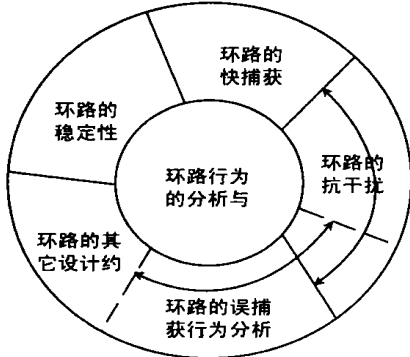 环路的
快捕获
环路的
稳定性
环路的
抗干扰
环路行为
的分析与
环路的其
它设计约
环路的误捕
获行为分析